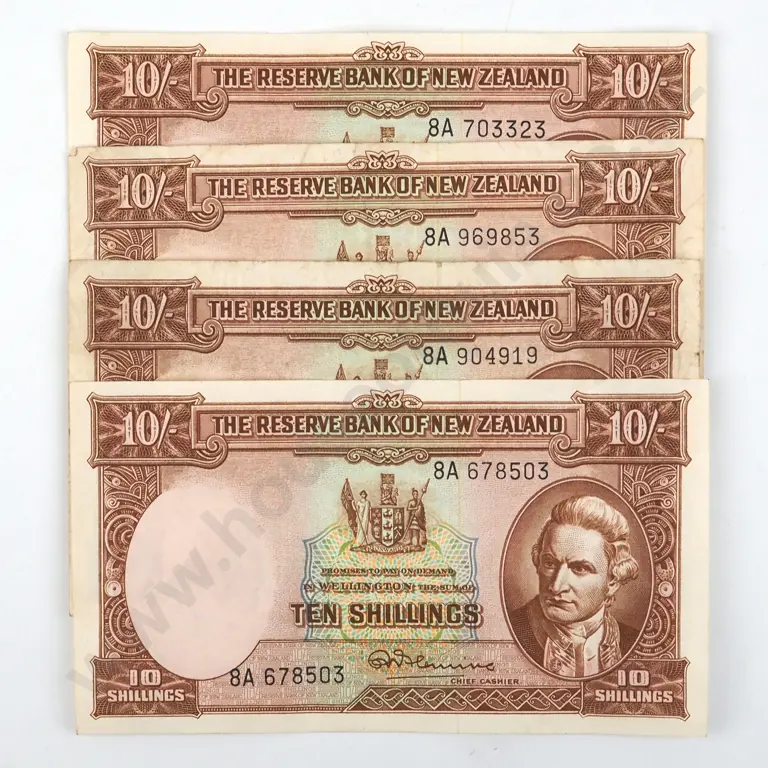 10/- THE RESERVE BANK OF NEW ZEALAND 10/-
8A 703323
10/- THE RESERVE BANK OF NEW ZEALAND 10/-
8A 969853
10/- THE RESERVE BANK OF NEW ZEALAND 10/-
8A 904919
10/- THE RESERVE BANK OF NEW ZEALAND 10/-
8A 678503
PROMISES TO PAY ON DEMAND
WELLINGTON THE SUM OF
TEN SHILLINGS
8A 678503
CHIEF CASHIER
10 SHILLINGS
10 SHILLINGS